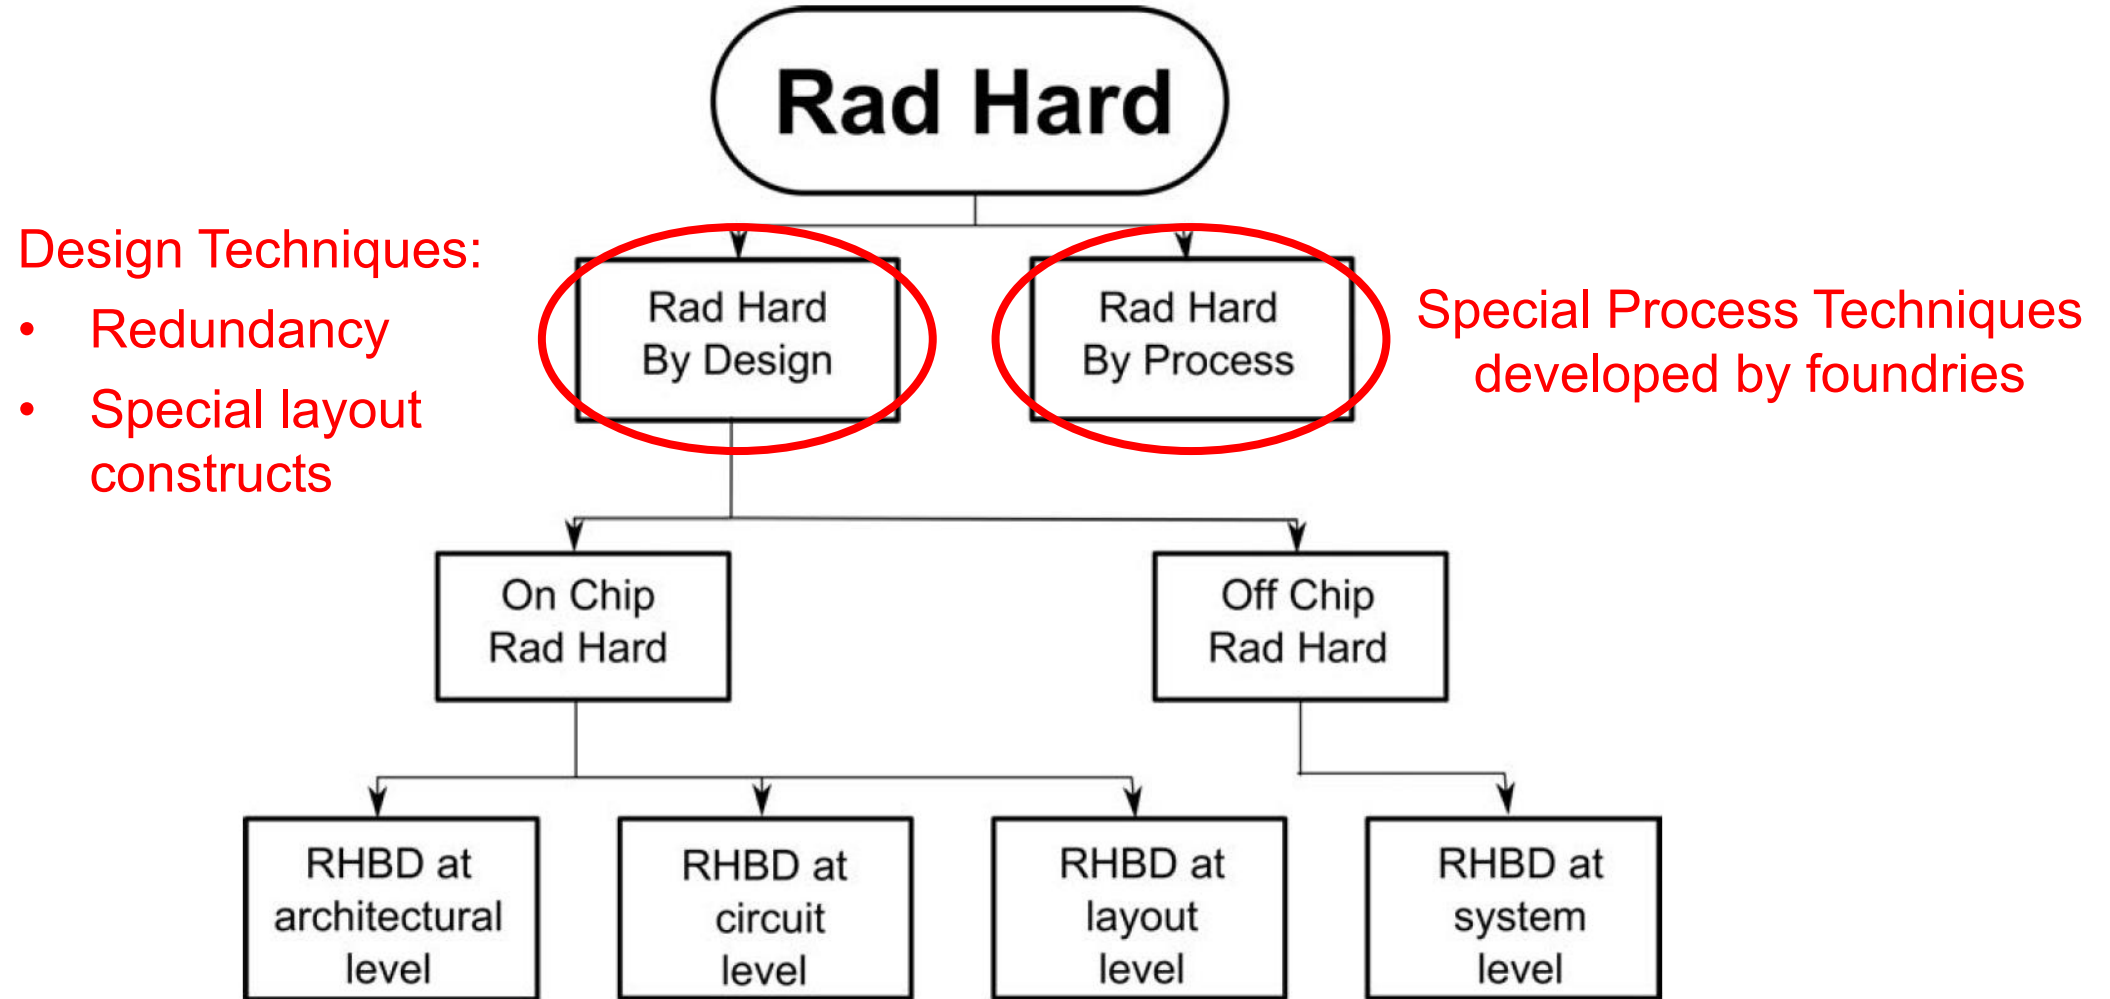 Rad Hard
Design Techniques:
• Redundancy
• Special layout
constructs
Rad Hard
By Design
Rad Hard
By Process
Special Process Techniques
developed by foundries
On Chip
Rad Hard
Off Chip
Rad Hard
RHBD at
architectural
level
RHBD at
circuit
level
RHBD at
layout
level
RHBD at
system
level